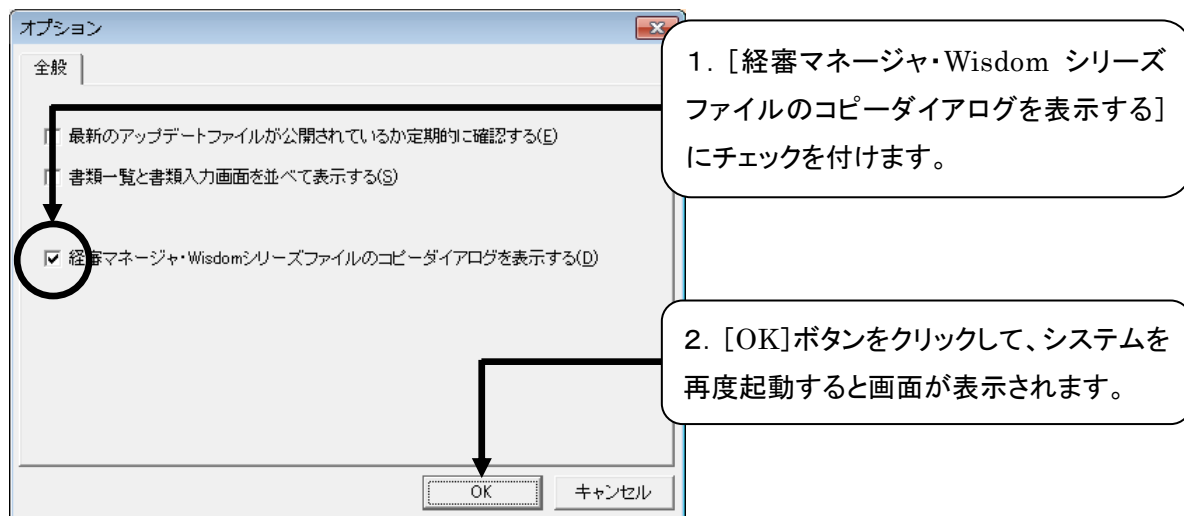 オプション
全般
最新のアップデートファイルが公開されているか定期的に確認する(E)
書類一覧と書類入力画面を並べて表示する(S)
経審マネージャ・Wisdomシリーズファイルのコピーダイアログを表示する(D)
OK
キャンセル
1．［経審マネージャ・Wisdom シリーズ
ファイルのコピーダイアログを表示する］
にチェックを付けます。
2．［OK］ボタンをクリックして、システムを
再度起動すると画面が表示されます。